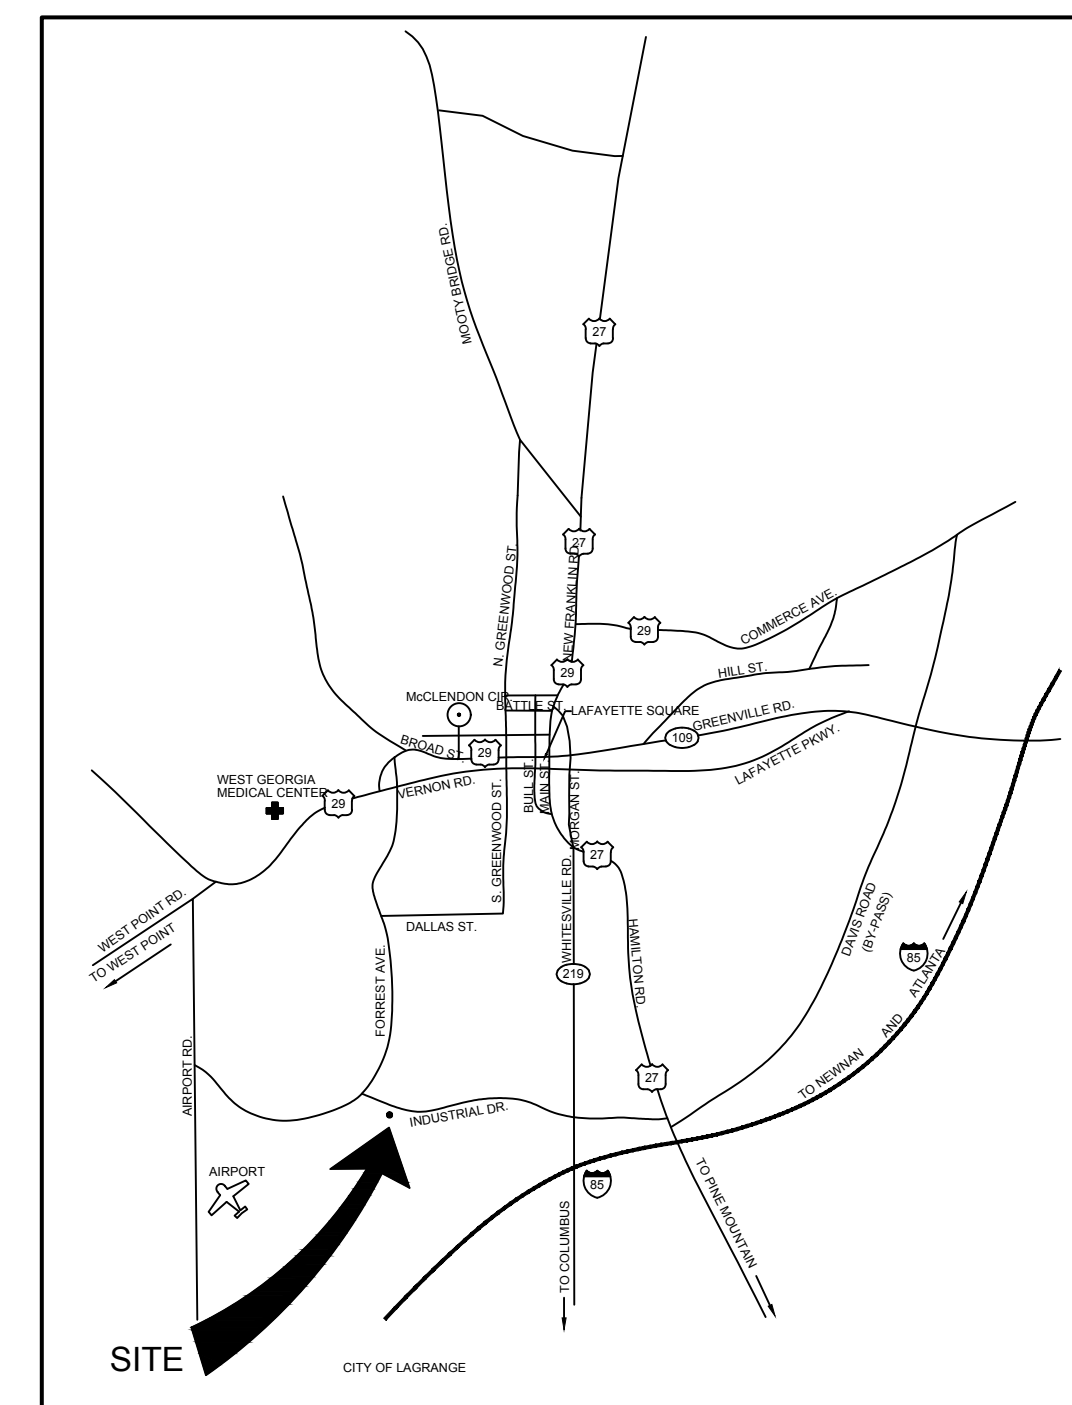 MOOTY BRIDGE RD.
27
27
N. GREENWOOD ST.
NEW FRANKLIN RD.
29
COMMERCE AVE.
29
HILL ST.
McCLENDON CIR.
BATTLE ST.
LAFAYETTE SQUARE
GREENVILLE RD.
109
BROAD ST.
29
LAFAYETTE PKWY.
WEST GEORGIA
MEDICAL CENTER
29
VERNON RD.
BULL ST.
MAIN ST.
MORGAN ST.
S. GREENWOOD ST.
27
WEST POINT RD.
TO WEST POINT
DALLAS ST.
WHITESVILLE RD.
HAMILTON RD.
DAVIS ROAD
(BY-PASS)
85
219
FORREST AVE.
TO NEWNAN AND ATLANTA
AIRPORT RD.
27
INDUSTRIAL DR.
AIRPORT
85
TO PINE MOUNTAIN
TO COLUMBUS
SITE
CITY OF LAGRANGE